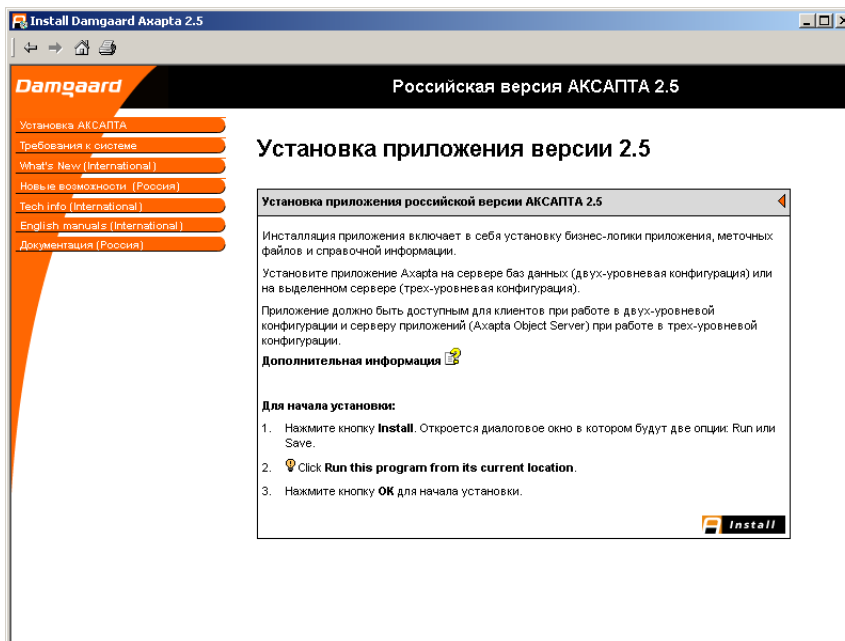 Install Damgaard Axapta 2.5
Damgaard
Российская версия АКСАПТА 2.5
Установка АКСАПТА
Требования к системе
What's New (International)
Новые возможности (Россия)
Tech info (International)
English manuals (International)
Документация (Россия)
Установка приложения версии 2.5
Установка приложения российской версии АКСАПТА 2.5
Инсталляция приложения включает в себя установку бизнес-логики приложения, меточных
файлов и справочной информации.
Установите приложение Axapta на сервере баз данных (двух-уровневая конфигурация) или
на выделенном сервере (трех-уровневая конфигурация).
Приложение должно быть доступным для клиентов при работе в двух-уровневой
конфигурации и серверу приложений (Axapta Object Server) при работе в трех-уровневой
конфигурации.
Дополнительная информация
Для начала установки:
1. Нажмите кнопку Install. Откроется диалоговое окно в котором будут две опции: Run или
Save.
2. Click Run this program from its current location.
3. Нажмите кнопку OK для начала установки.
Install